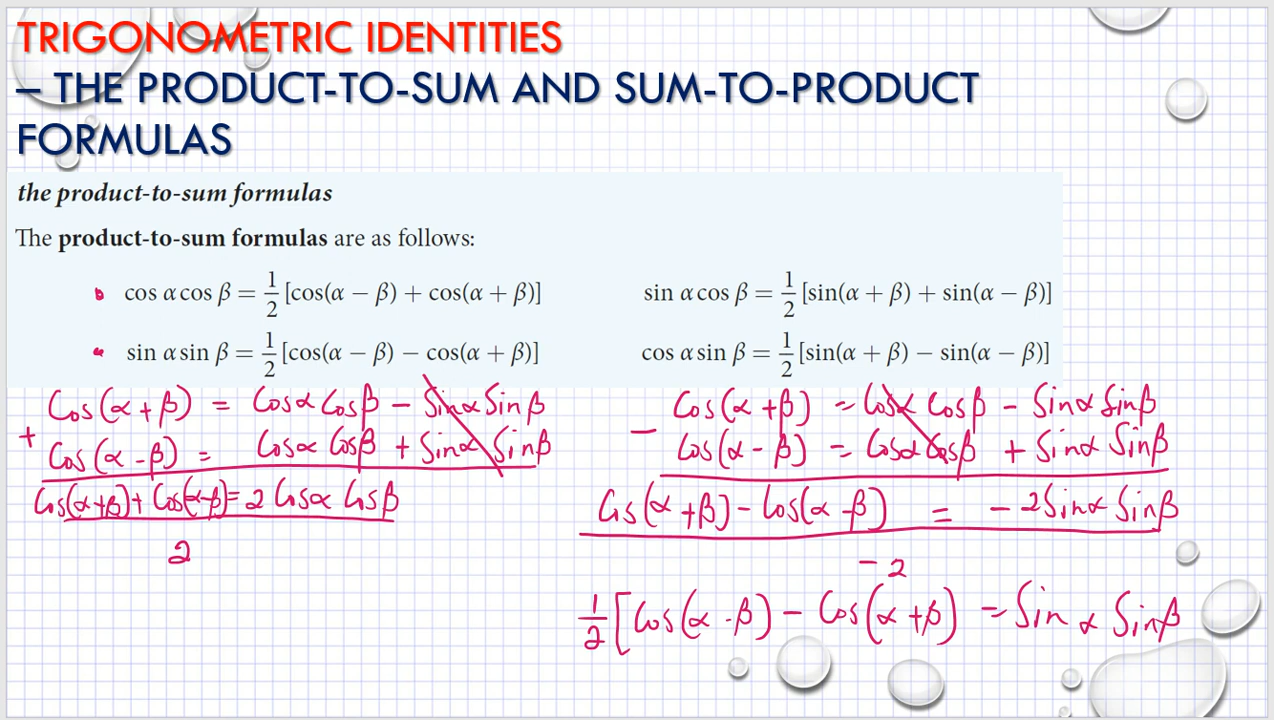 TRIGONOMETRIC IDENTITIES
– THE PRODUCT-TO-SUM AND SUM-TO-PRODUCT
FORMULAS
the product-to-sum formulas
The product-to-sum formulas are as follows:
cos α cos β = 1/2 [cos(α − β) + cos(α + β)] sin α cos β = 1/2 [sin(α + β) + sin(α − β)]
sin α sin β = 1/2 [cos(α − β) − cos(α + β)] cos α sin β = 1/2 [sin(α + β) − sin(α − β)]
Cos(α + β) = Cosα Cosβ − Sinα Sinβ
+ Cos(α − β) = Cosα Cosβ + Sinα Sinβ
Cos(α+β) + Cos(α−β) = 2 Cosα Cosβ
2
Cos(α + β) = Cosα Cosβ − Sinα Sinβ
− Cos(α − β) = Cosα Cosβ + Sinα Sinβ
Cos(α + β) − Cos(α − β) = − 2 Sinα Sinβ
− 2
1/2 [Cos(α − β) − Cos(α + β) = Sin α Sinβ